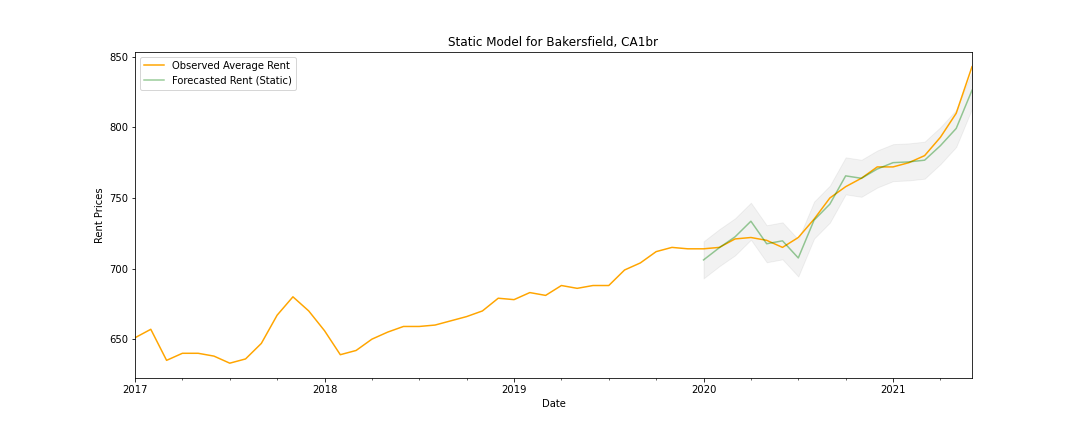 Static Model for Bakersfield, CA1br
Observed Average Rent
Forecasted Rent (Static)
Rent Prices
850
800
750
700
650
2017
2018
2019
2020
2021
Date